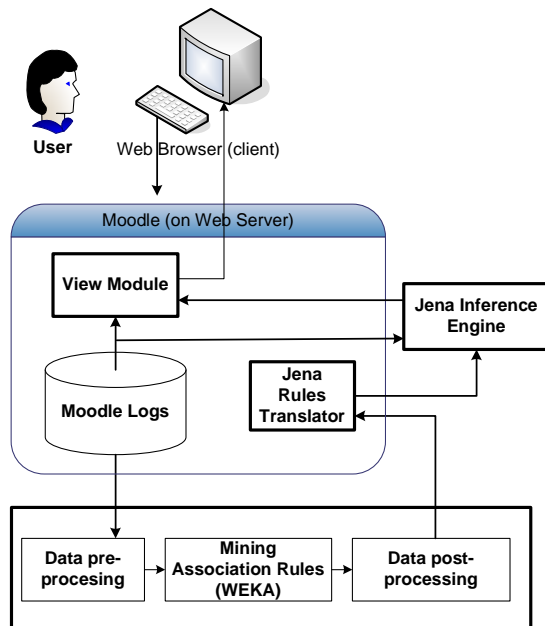 User
Web Browser (client)
Moodle (on Web Server)
View Module
Jena Inference
Engine
Jena
Rules
Translator
Moodle Logs
Data pre-
procesing
Mining
Association Rules
(WEKA)
Data post-
processing